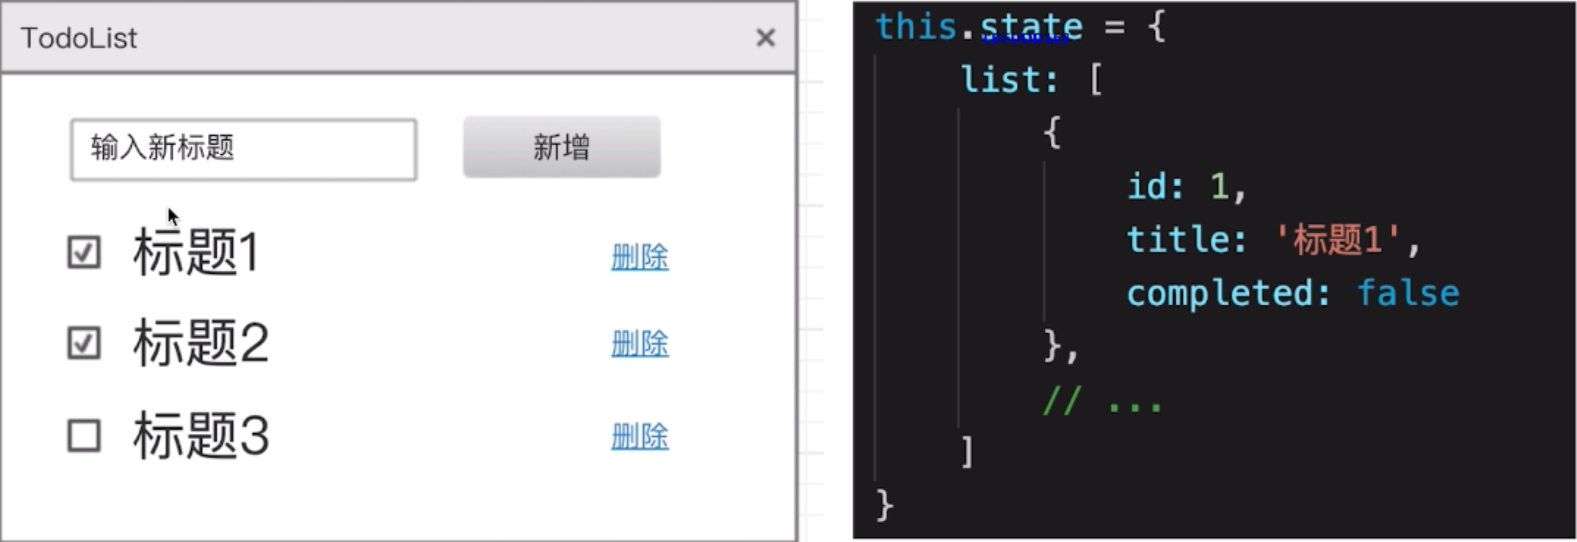 TodoList
输入新标题
新增
标题1
删除
标题2
删除
标题3
删除
this.state = {
list: [
{
id: 1,
title: '标题1',
completed: false
},
// ...
]
}